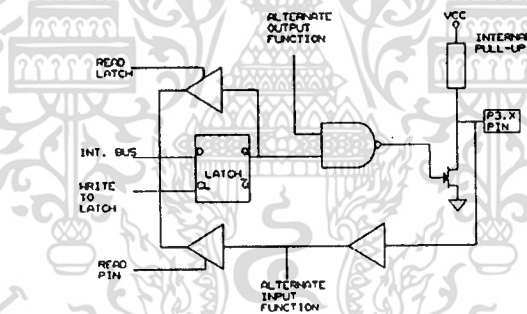 ALTERNATE
OUTPUT
FUNCTION
VCC
INTERNAL
PULL-UP
READ
LATCH
P3.X
PIN
INT. BUS
D
Q
LATCH
CL
Q̅
WRITE
TO
LATCH
READ
PIN
ALTERNATE
INPUT
FUNCTION